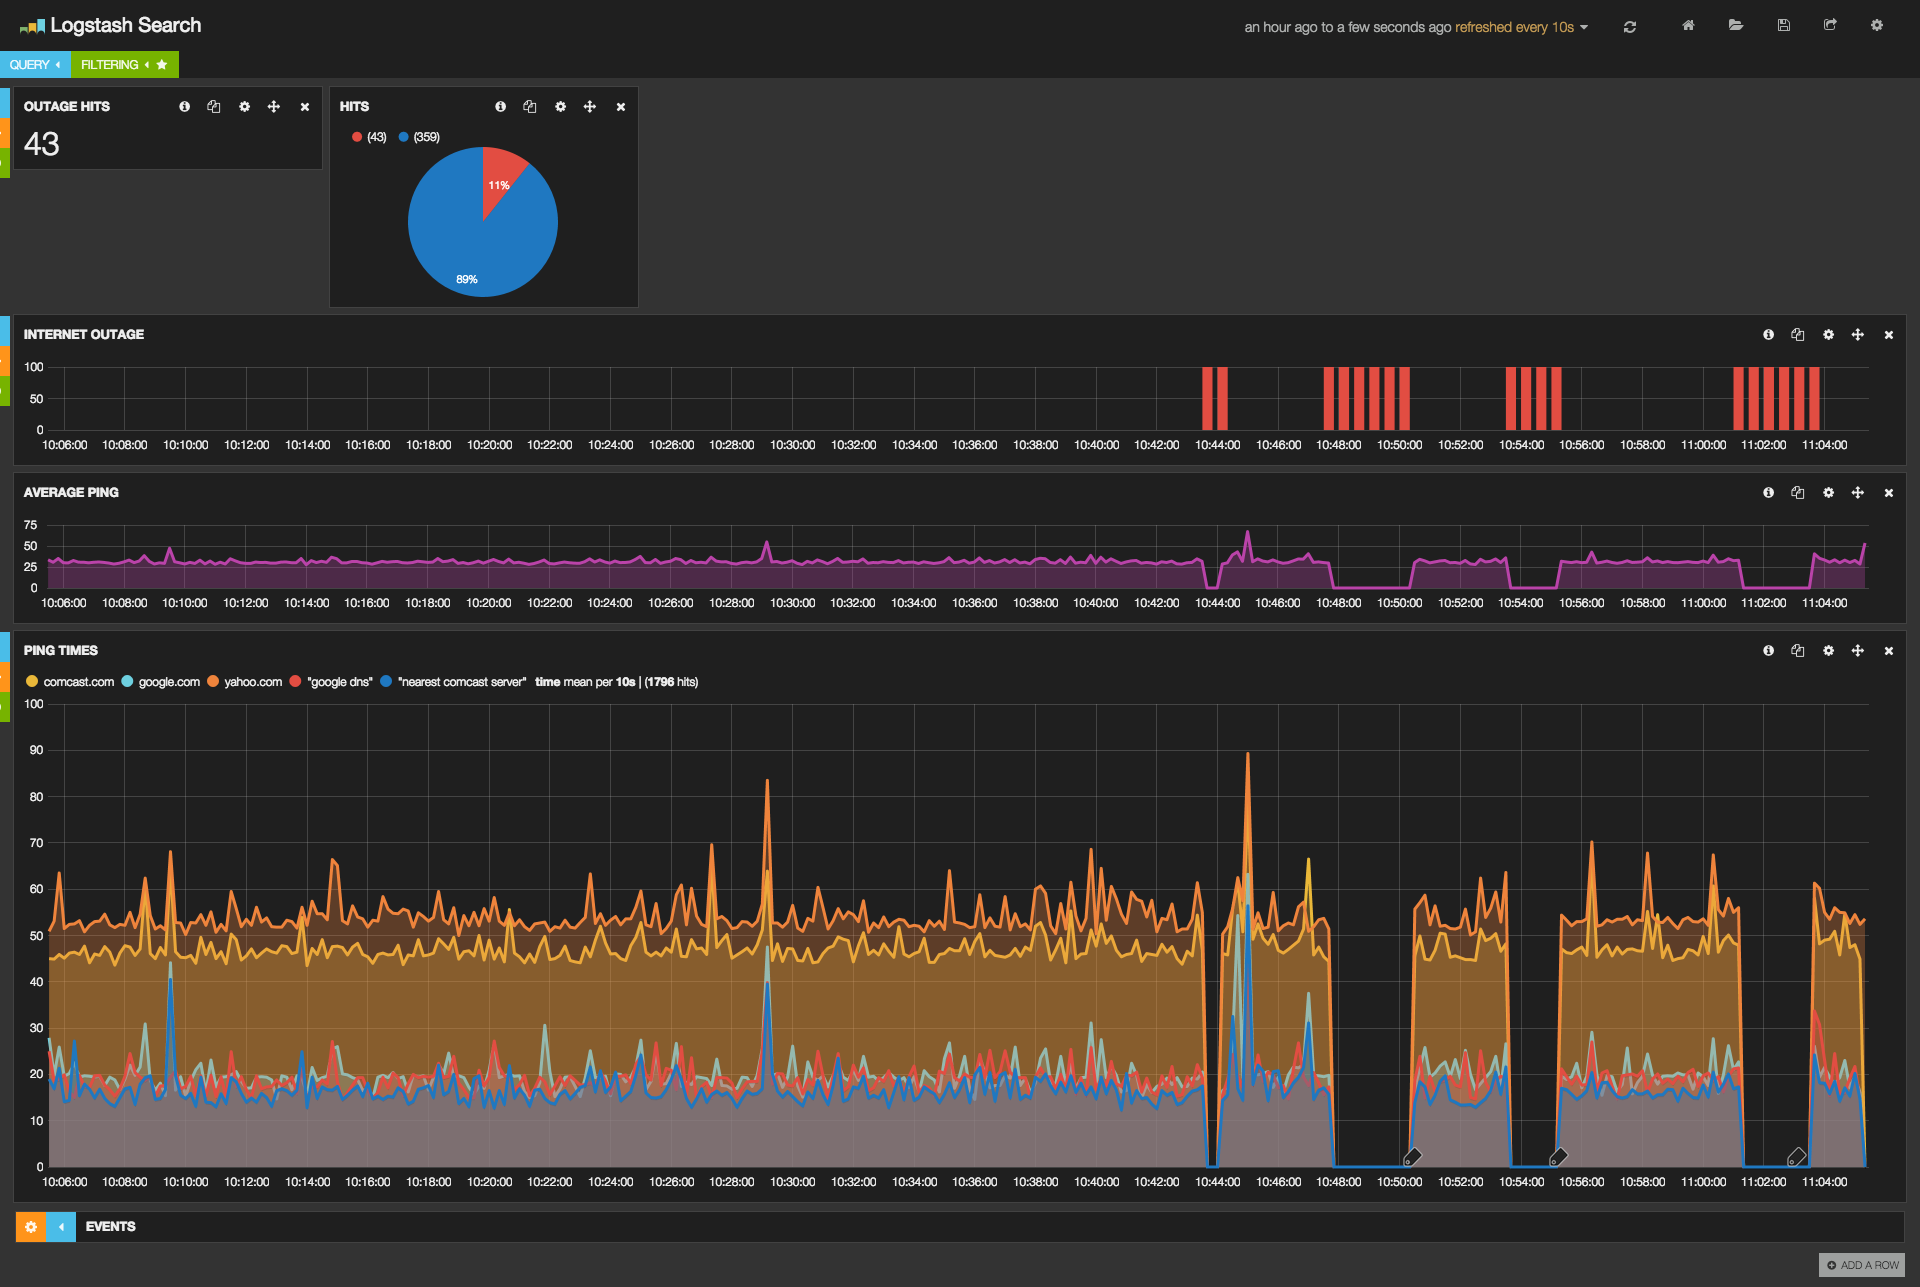 Logstash Search
an hour ago to a few seconds ago refreshed every 10s
QUERY
FILTERING
OUTAGE HITS
43
HITS
(43) (359)
11%
89%
INTERNET OUTAGE
100
50
0
10:06:00 10:08:00 10:10:00 10:12:00 10:14:00 10:16:00 10:18:00 10:20:00 10:22:00 10:24:00 10:26:00 10:28:00 10:30:00 10:32:00 10:34:00 10:36:00 10:38:00 10:40:00 10:42:00 10:44:00 10:46:00 10:48:00 10:50:00 10:52:00 10:54:00 10:56:00 10:58:00 11:00:00 11:02:00 11:04:00
AVERAGE PING
75
50
25
0
10:06:00 10:08:00 10:10:00 10:12:00 10:14:00 10:16:00 10:18:00 10:20:00 10:22:00 10:24:00 10:26:00 10:28:00 10:30:00 10:32:00 10:34:00 10:36:00 10:38:00 10:40:00 10:42:00 10:44:00 10:46:00 10:48:00 10:50:00 10:52:00 10:54:00 10:56:00 10:58:00 11:00:00 11:02:00 11:04:00
PING TIMES
comcast.com google.com yahoo.com "google dns" "nearest comcast server" time mean per 10s | (1796 hits)
100
90
80
70
60
50
40
30
20
10
0
10:06:00 10:08:00 10:10:00 10:12:00 10:14:00 10:16:00 10:18:00 10:20:00 10:22:00 10:24:00 10:26:00 10:28:00 10:30:00 10:32:00 10:34:00 10:36:00 10:38:00 10:40:00 10:42:00 10:44:00 10:46:00 10:48:00 10:50:00 10:52:00 10:54:00 10:56:00 10:58:00 11:00:00 11:02:00 11:04:00
EVENTS
ADD A ROW